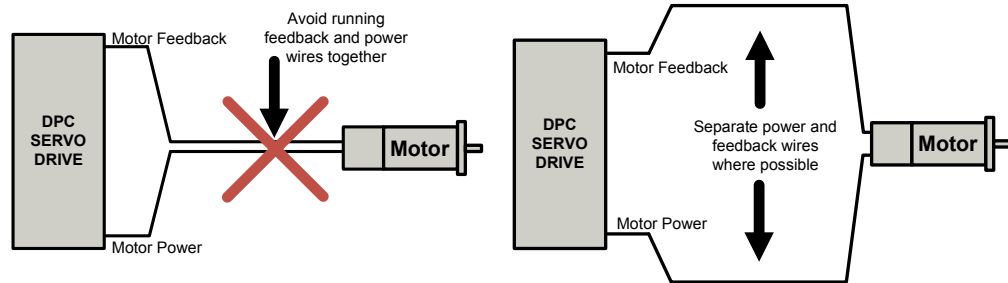 Motor Feedback
Avoid running
feedback and power
wires together
DPC
SERVO
DRIVE
Motor
Motor Power
Motor Feedback
DPC
SERVO
DRIVE
Separate power and
feedback wires
where possible
Motor
Motor Power